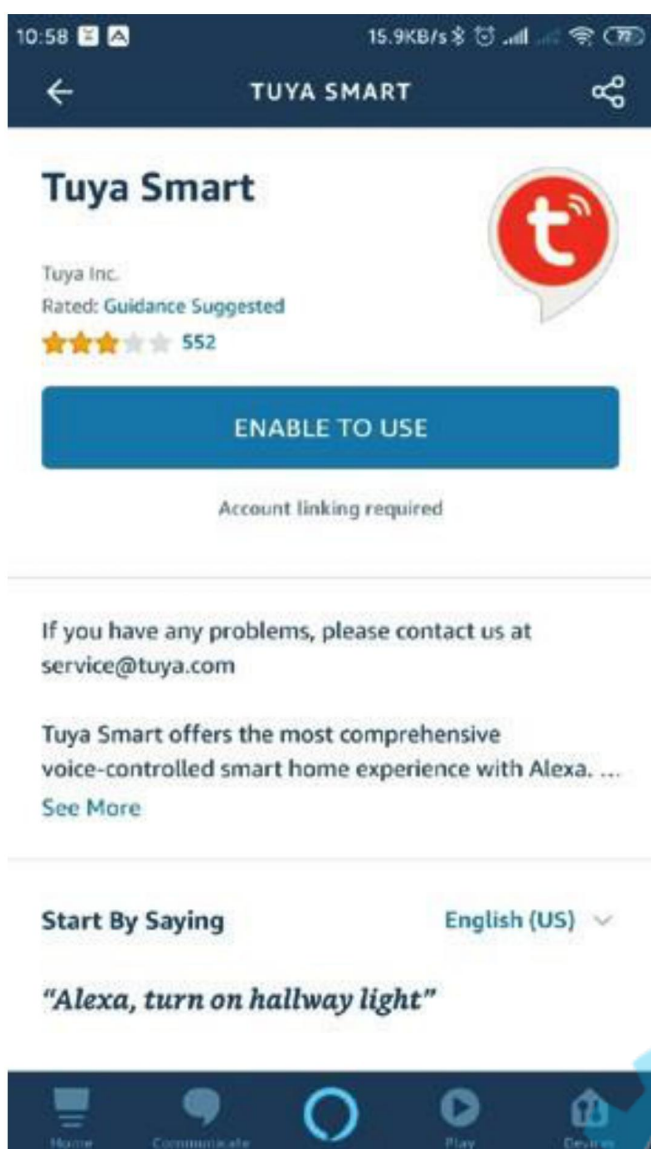 10:58 15.9KB/s 72
TUYA SMART
Tuya Smart
Tuya Inc.
Rated: Guidance Suggested
552
ENABLE TO USE
Account linking required
If you have any problems, please contact us at
service@tuya.com
Tuya Smart offers the most comprehensive
voice-controlled smart home experience with Alexa. ...
See More
Start By Saying English (US)
“Alexa, turn on hallway light”
Home Communicate Play Devices